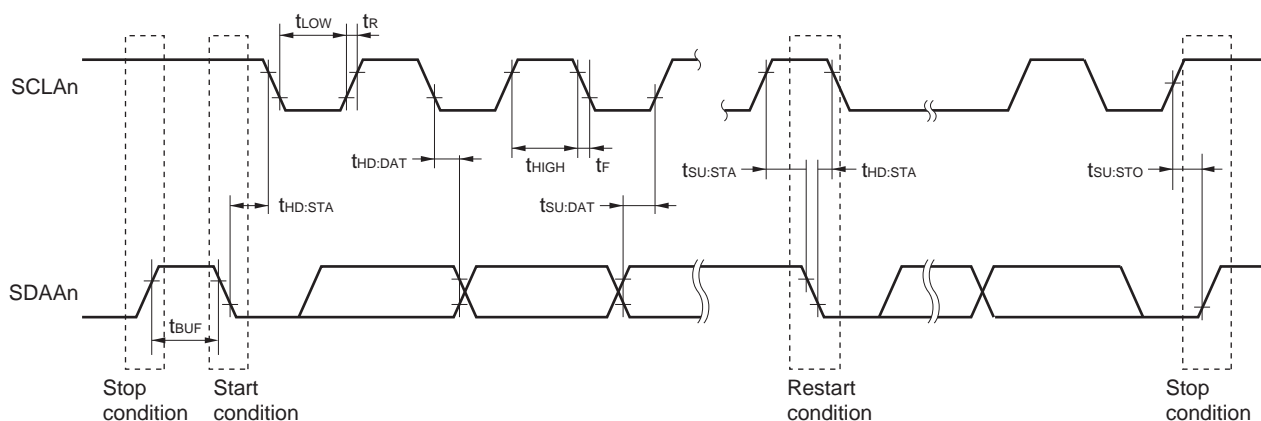 tLOW tR
SCLAn
tHD:DAT tHIGH tF tSU:STA tHD:STA tSU:STO
tHD:STA tSU:DAT
SDAAn
tBUF
Stop condition
Start condition
Restart condition
Stop condition